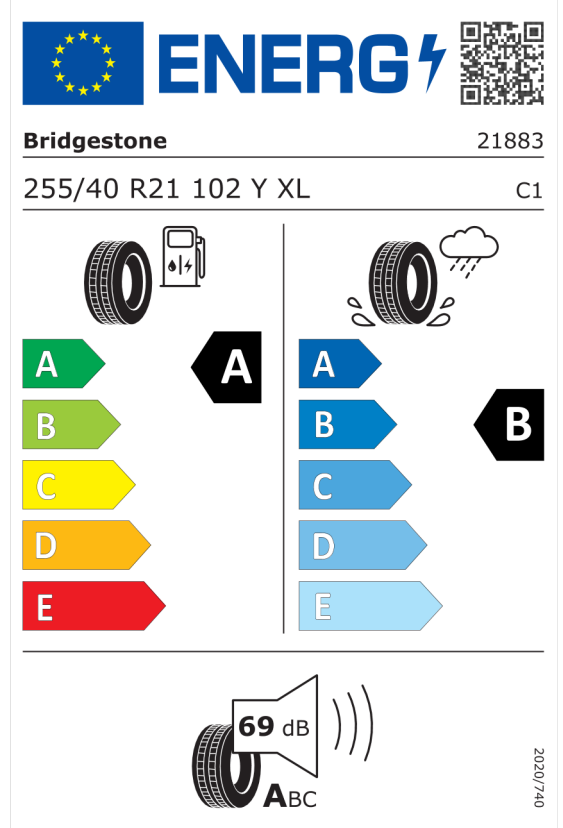 ENERG
Bridgestone 21883
255/40 R21 102 Y XL C1
A A A
B B B
C C
D D
E E
69 dB
ABC
2020/740